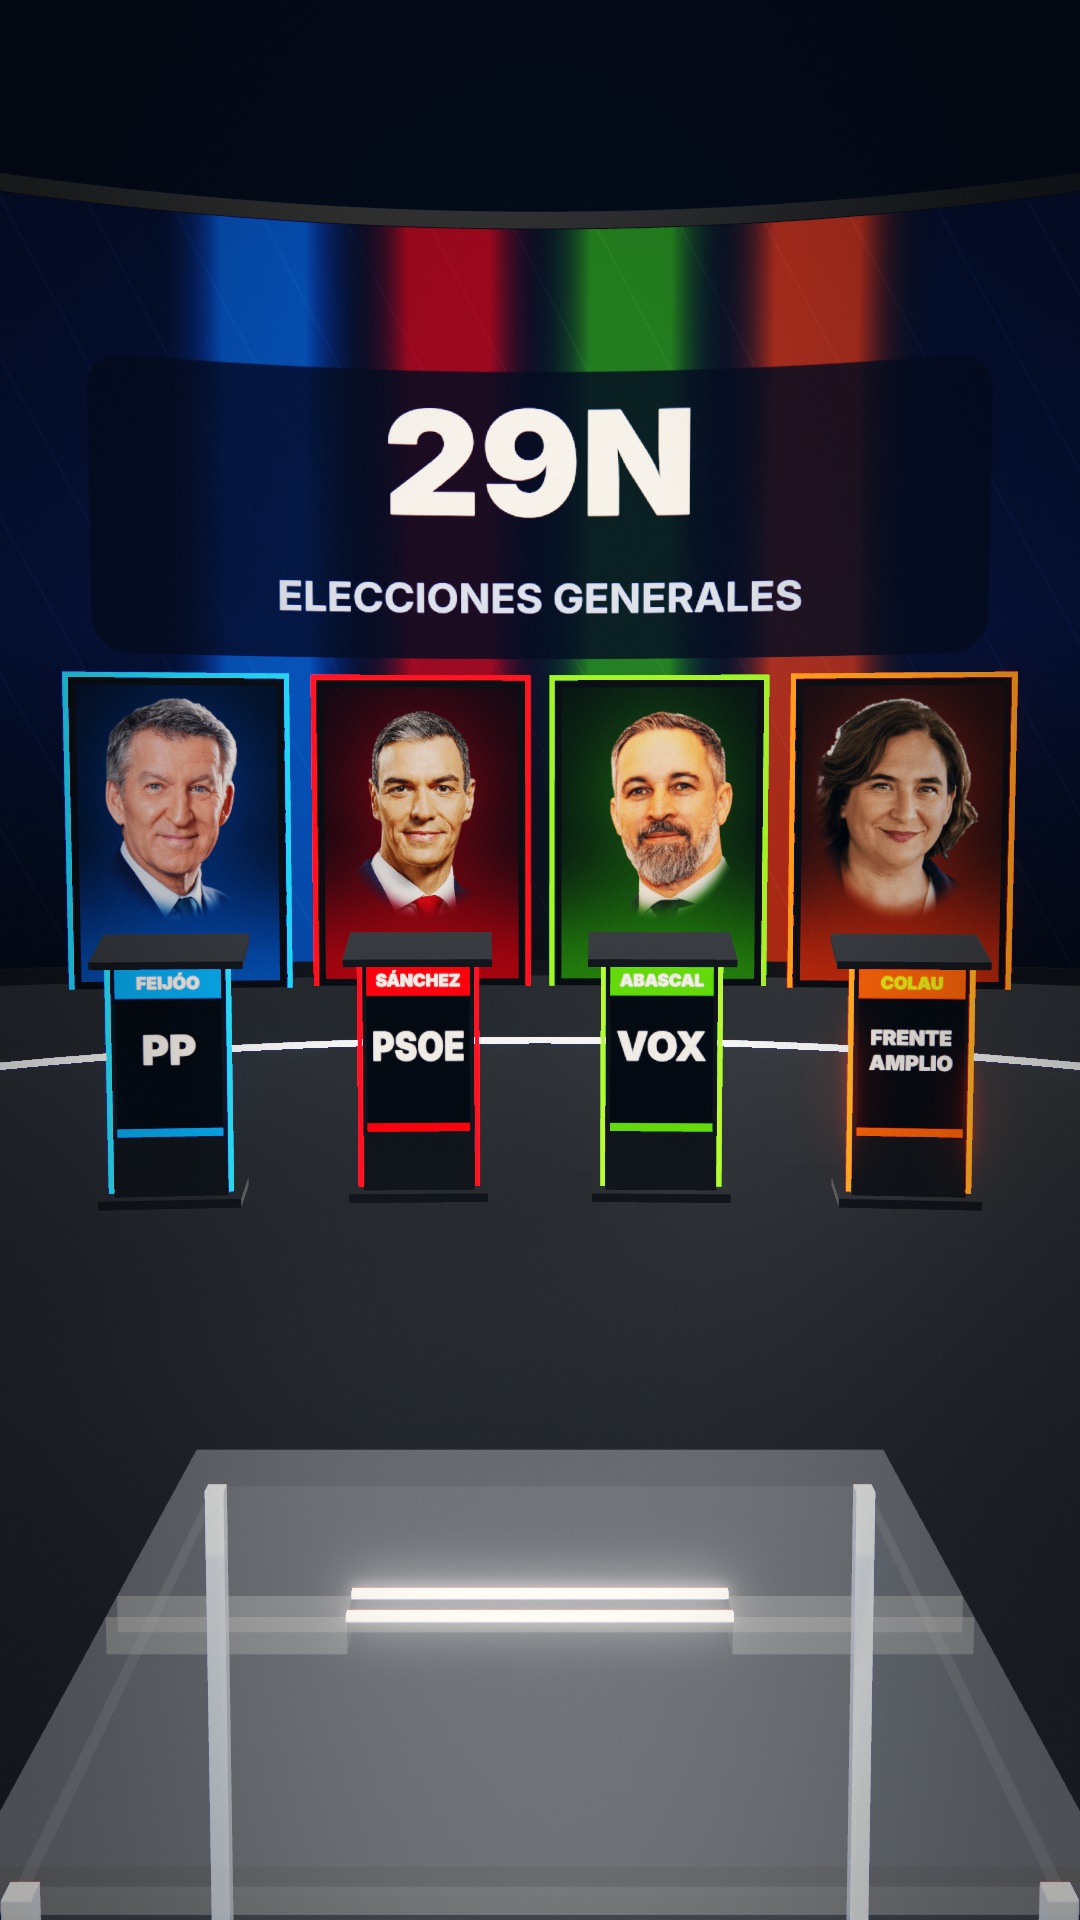 29N
ELECCIONES GENERALES
FEIJÓO
SÁNCHEZ
ABASCAL
COLAU
PP
PSOE
VOX
FRENTE
AMPLIO